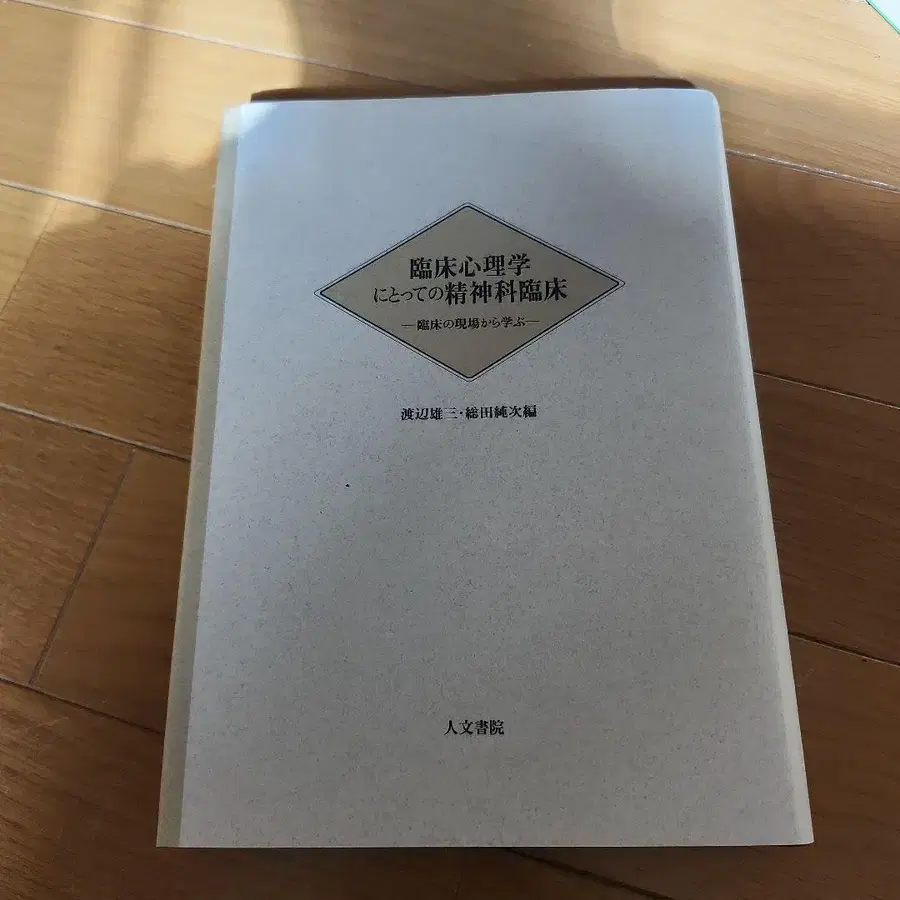 臨床心理学
にとっての精神科臨床
―臨床の現場から学ぶ―
渡辺雄三・総田純次編
人文書院